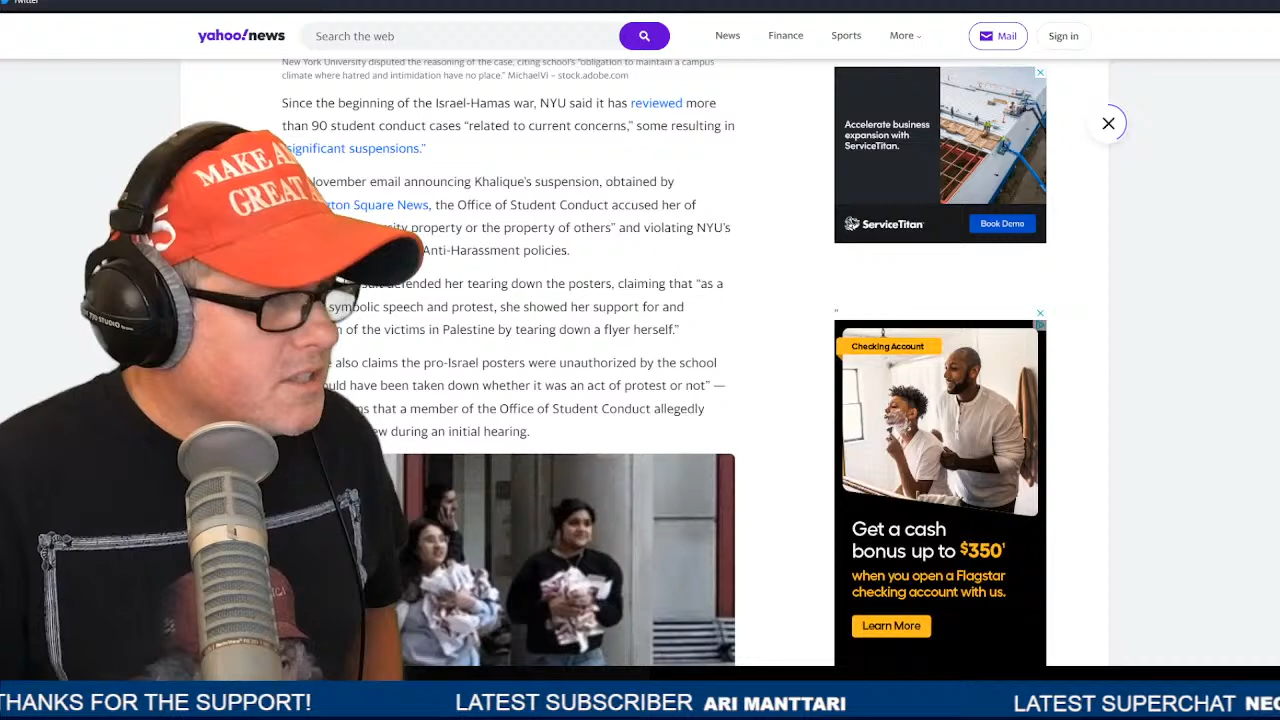 Twitter
yahoo!news
Search the web
News
Finance
Sports
More
Mail
Sign in
New York University disputed the reasoning of the case, citing school's "obligation to maintain a campus
climate where hatred and intimidation have no place." MichaelVi – stock.adobe.com
Since the beginning of the Israel-Hamas war, NYU said it has reviewed more
than 90 student conduct cases “related to current concerns,” some resulting in
significant suspensions.”
November email announcing Khalique's suspension, obtained by
Square News, the Office of Student Conduct accused her of
property or the property of others” and violating NYU's
Anti-Harassment policies.
defended her tearing down the posters, claiming that “as a
symbolic speech and protest, she showed her support for and
of the victims in Palestine by tearing down a flyer herself.”
also claims the pro-Israel posters were unauthorized by the school
have been taken down whether it was an act of protest or not” —
that a member of the Office of Student Conduct allegedly
during an initial hearing.
MAKE
GREAT
45
STUDIO
Accelerate business
expansion with
ServiceTitan.
ServiceTitan
Book Demo
Checking Account
Get a cash
bonus up to $350¹
when you open a Flagstar
checking account with us.
Learn More
THANKS FOR THE SUPPORT!
LATEST SUBSCRIBER ARI MANTTARI
LATEST SUPERCHAT